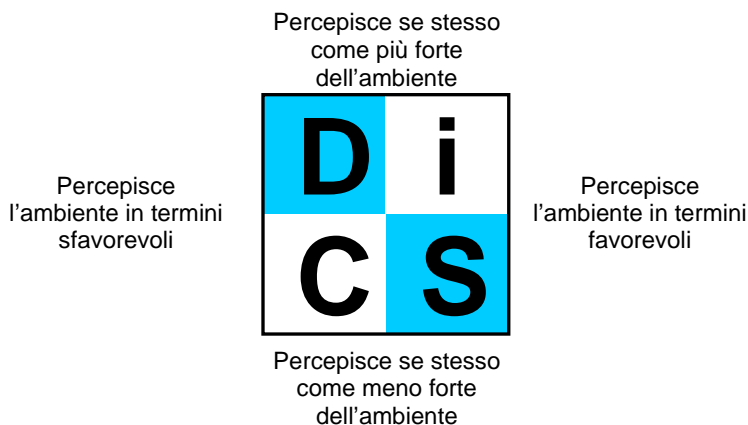 Percepisce se stesso
come più forte
dell'ambiente
D i
Percepisce
l'ambiente in termini
sfavorevoli
Percepisce
l'ambiente in termini
favorevoli
C S
Percepisce se stesso
come meno forte
dell'ambiente